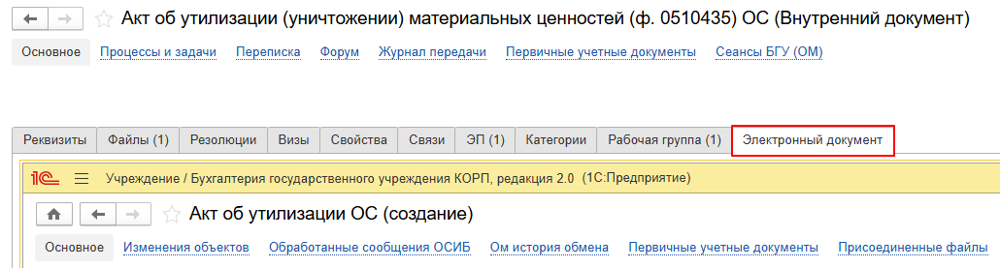 Акт об утилизации (уничтожении) материальных ценностей (ф. 0510435) ОС (Внутренний документ)
Основное Процессы и задачи Переписка Форум Журнал передачи Первичные учетные документы Сеансы БГУ (ОМ)
Реквизиты Файлы (1) Резолюции Визы Свойства Связи ЭП (1) Категории Рабочая группа (1) Электронный документ
1С Учреждение / Бухгалтерия государственного учреждения КОРП, редакция 2.0 (1С:Предприятие)
Акт об утилизации ОС (создание)
Основное Изменения объектов Обработанные сообщения ОСИБ Ом история обмена Первичные учетные документы Присоединенные файлы